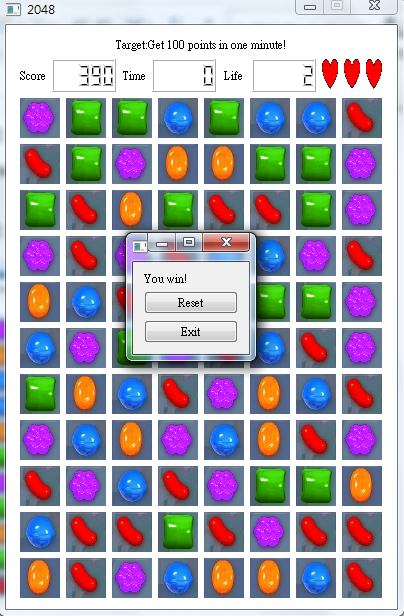 2048
Target:Get 100 points in one minute!
Score 390 Time 0 Life 2
You win!
Reset
Exit